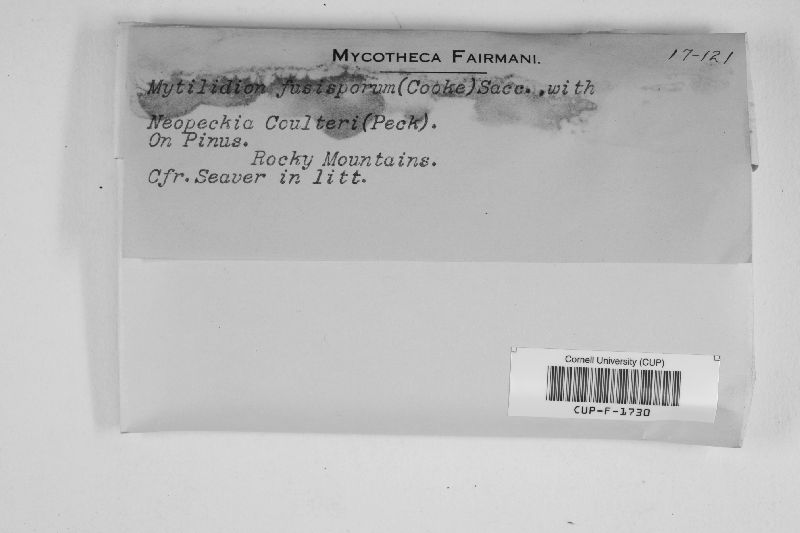 MYCOTHECA FAIRMANI.
17-121
Mytilidion fusisporum(Cooke)Sacc. ,with
Neopeckia Coulteri(Peck).
On Pinus.
Rocky Mountains.
Cfr. Seaver in litt.
Cornell University (CUP)
CUP-F-1730